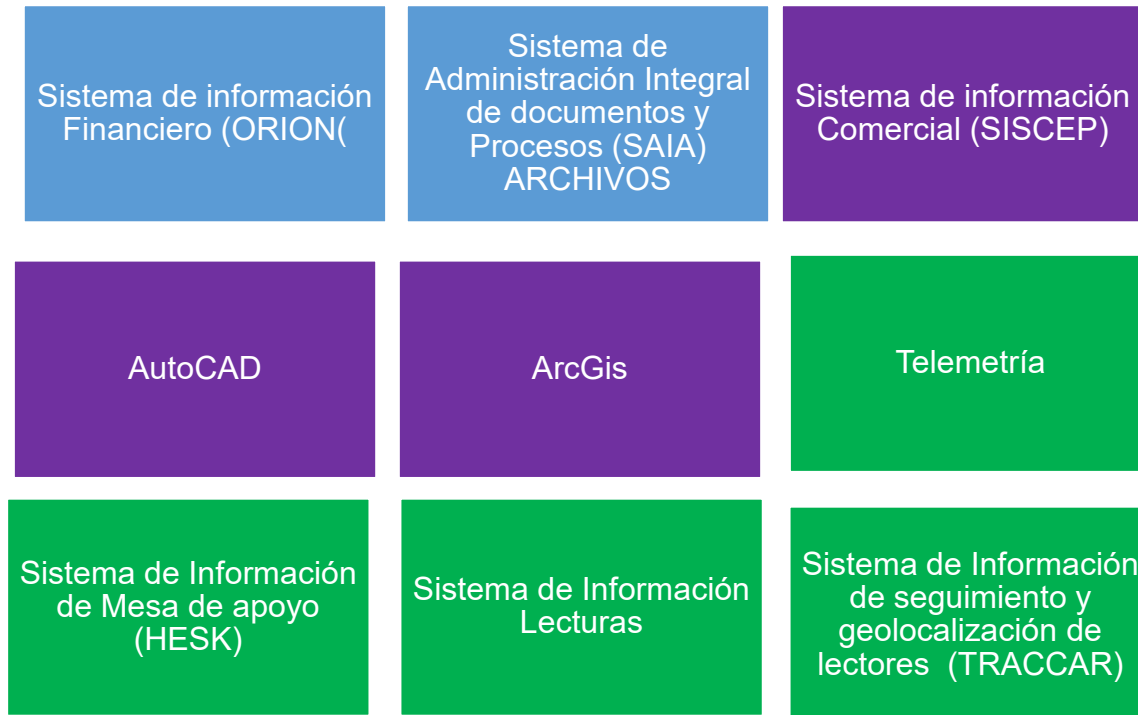 Sistema de información
Financiero (ORION(
Sistema de
Administración Integral
de documentos y
Procesos (SAIA)
ARCHIVOS
Sistema de información
Comercial (SISCEP)
AutoCAD
ArcGis
Telemetría
Sistema de Información
de Mesa de apoyo
(HESK)
Sistema de Información
Lecturas
Sistema de Información
de seguimiento y
geolocalización de
lectores (TRACCAR)